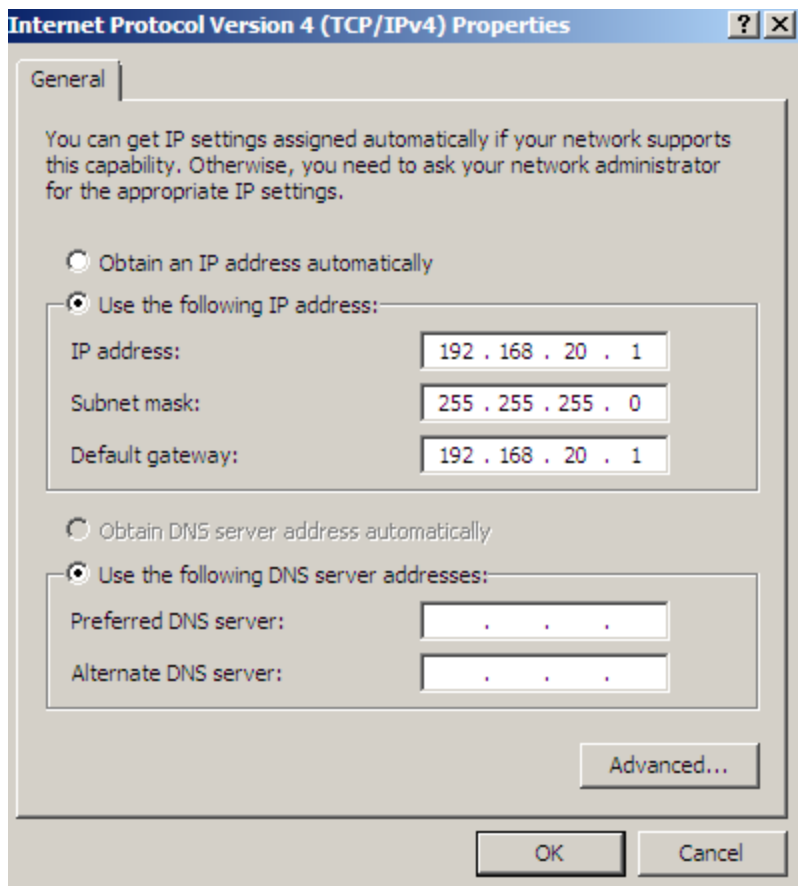 Internet Protocol Version 4 (TCP/IPv4) Properties
General
You can get IP settings assigned automatically if your network supports
this capability. Otherwise, you need to ask your network administrator
for the appropriate IP settings.
Obtain an IP address automatically
Use the following IP address:
IP address: 192 . 168 . 20 . 1
Subnet mask: 255 . 255 . 255 . 0
Default gateway: 192 . 168 . 20 . 1
Obtain DNS server address automatically
Use the following DNS server addresses:
Preferred DNS server: . . .
Alternate DNS server: . . .
Advanced...
OK Cancel